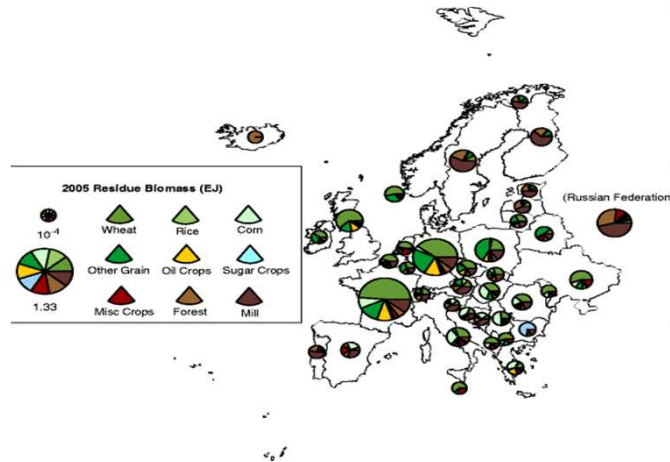 (Russian Federation
2005 Residue Biomass (EJ)
10⁻⁴
Wheat
Rice
Corn
Other Grain
Oil Crops
Sugar Crops
1.33
Misc Crops
Forest
Mill